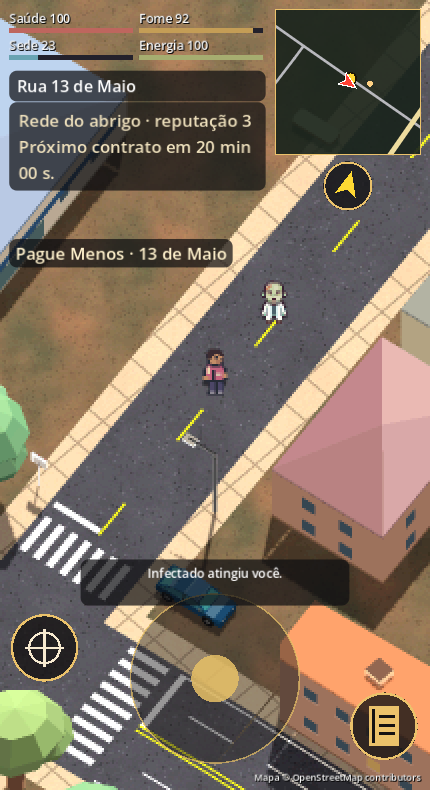 Saúde 100 Fome 92
Sede 23 Energia 100
Rua 13 de Maio
Rede do abrigo · reputação 3
Próximo contrato em 20 min
00 s.
Pague Menos · 13 de Maio
Infectado atingiu você.
Mapa © OpenStreetMap contributors